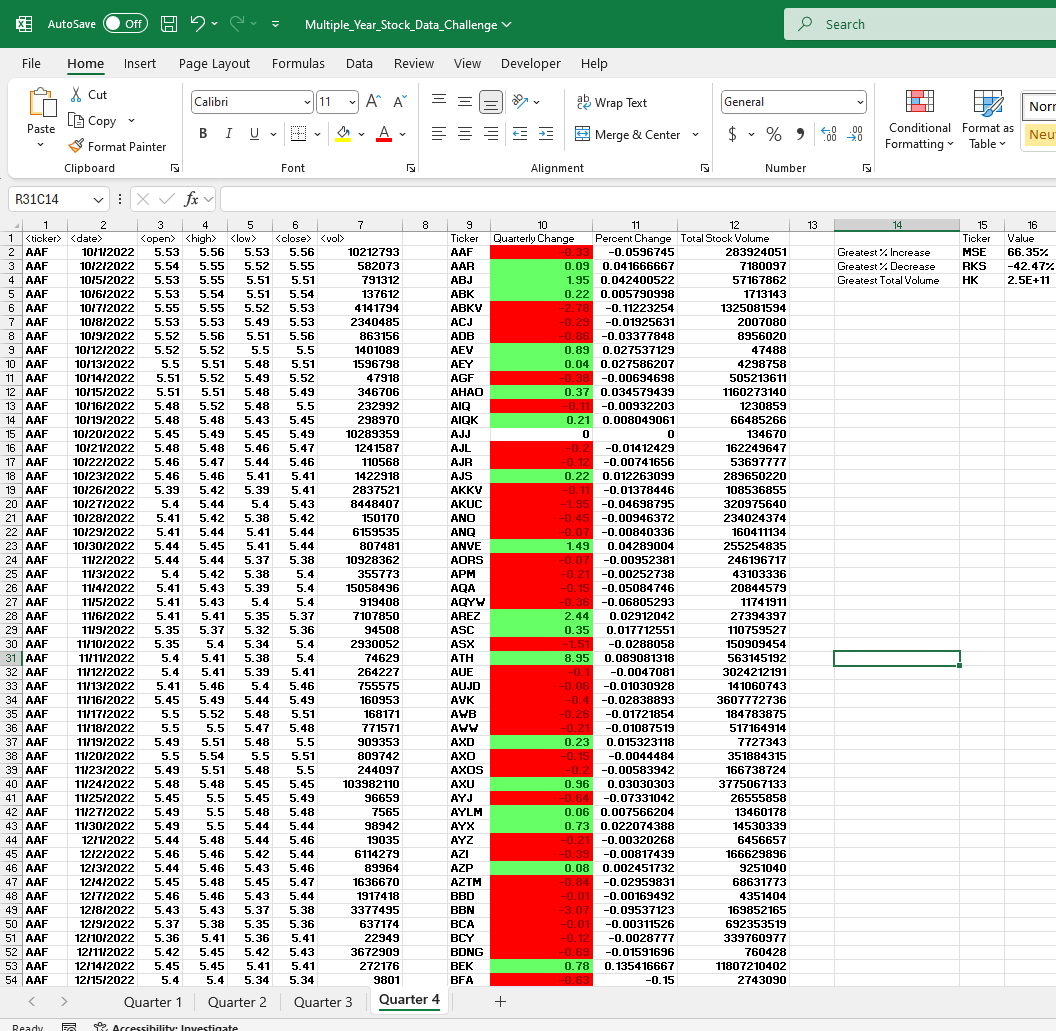 AutoSave Off Multiple_Year_Stock_Data_Challenge Search
File Home Insert Page Layout Formulas Data Review View Developer Help
Paste Cut Copy Format Painter Clipboard
Calibri 11 B I U A Font
Wrap Text Merge & Center Alignment
General $ % Number
Conditional Formatting Format as Table Neut
R31C14 fx
1 2 3 4 5 6 7 8 9 10 11 12 13 14 15 16
1 <ticker> <date> <open> <high> <low> <close> <vol> Ticker Quarterly Change Percent Change Total Stock Volume Ticker Value
2 AAF 10/1/2022 5.53 5.56 5.53 5.56 10212793 AAF -0.33 -0.0596745 283924051 Greatest % Increase MSE 66.35%
3 AAF 10/2/2022 5.54 5.55 5.52 5.55 582073 AAR 0.09 0.041666667 7180097 Greatest % Decrease RKS -42.47%
4 AAF 10/5/2022 5.53 5.55 5.51 5.51 791312 ABJ 1.95 0.042400522 57167862 Greatest Total Volume HK 2.5E+11
5 AAF 10/6/2022 5.53 5.54 5.51 5.54 137612 ABK 0.22 0.005790998 1713143
6 AAF 10/7/2022 5.55 5.55 5.52 5.53 4141794 ABKV -2.78 -0.11223254 1325081594
7 AAF 10/8/2022 5.53 5.53 5.49 5.53 2340485 ACJ -0.29 -0.01925631 2007080
8 AAF 10/9/2022 5.52 5.56 5.51 5.56 863156 ADB -0.86 -0.03377848 8956020
9 AAF 10/12/2022 5.52 5.52 5.5 5.5 1401089 AEV 0.89 0.027537129 47488
10 AAF 10/13/2022 5.5 5.51 5.48 5.51 1596798 AEY 0.04 0.027586207 4298758
11 AAF 10/14/2022 5.51 5.52 5.49 5.52 47918 AGF -0.38 -0.00694698 505213611
12 AAF 10/15/2022 5.51 5.51 5.48 5.49 346706 AHAO 0.37 0.034579439 1160273140
13 AAF 10/16/2022 5.48 5.52 5.48 5.5 232992 AIQ -0.11 -0.00932203 1230859
14 AAF 10/19/2022 5.48 5.48 5.43 5.45 298970 AIQK 0.21 0.008049061 66485266
15 AAF 10/20/2022 5.45 5.49 5.45 5.49 10289359 AJJ 0 0 134670
16 AAF 10/21/2022 5.48 5.48 5.46 5.47 1241587 AJL -0.2 -0.01412429 162249647
17 AAF 10/22/2022 5.46 5.47 5.44 5.46 110568 AJR -0.12 -0.00741656 53697777
18 AAF 10/23/2022 5.46 5.46 5.41 5.41 1422918 AJS 0.22 0.012263099 289650220
19 AAF 10/26/2022 5.39 5.42 5.39 5.41 2837521 AKKV -0.11 -0.01378446 108536855
20 AAF 10/27/2022 5.4 5.44 5.4 5.43 8448407 AKUC -1.95 -0.04698795 320975640
21 AAF 10/28/2022 5.41 5.42 5.38 5.42 150170 ANO -0.45 -0.00946372 234024374
22 AAF 10/29/2022 5.41 5.44 5.41 5.44 6159535 ANQ -0.07 -0.00840336 160411134
23 AAF 10/30/2022 5.44 5.45 5.41 5.44 807481 ANVE 1.49 0.04289004 255254835
24 AAF 11/2/2022 5.44 5.44 5.37 5.38 10928362 AORS -0.07 -0.00952381 246196717
25 AAF 11/3/2022 5.4 5.42 5.38 5.4 355773 APM -0.21 -0.00252738 43103336
26 AAF 11/4/2022 5.41 5.43 5.39 5.4 15058496 AQA -0.15 -0.05084746 20844579
27 AAF 11/5/2022 5.41 5.43 5.4 5.4 919408 AQYW -0.36 -0.06805293 11741911
28 AAF 11/6/2022 5.41 5.41 5.35 5.37 7107850 AREZ 2.44 0.02912042 27394397
29 AAF 11/9/2022 5.35 5.37 5.32 5.36 94508 ASC 0.35 0.017712551 110759527
30 AAF 11/10/2022 5.35 5.4 5.34 5.4 2930052 ASX -1.51 -0.0288058 150909454
31 AAF 11/11/2022 5.4 5.41 5.38 5.4 74629 ATH 8.95 0.089081318 563145192
32 AAF 11/12/2022 5.4 5.41 5.39 5.41 264227 AUE -0.1 -0.0047081 3024212191
33 AAF 11/13/2022 5.41 5.46 5.4 5.46 755575 AUJD -0.06 -0.01030928 141060743
34 AAF 11/16/2022 5.45 5.49 5.44 5.49 160953 AVK -0.4 -0.02838893 3607772736
35 AAF 11/17/2022 5.5 5.52 5.48 5.51 168171 AWB -0.26 -0.01721854 184783875
36 AAF 11/18/2022 5.5 5.5 5.47 5.48 771571 AWW -0.21 -0.01087519 517164914
37 AAF 11/19/2022 5.49 5.51 5.48 5.5 909353 AXD 0.23 0.015323118 7727343
38 AAF 11/20/2022 5.5 5.54 5.5 5.51 809742 AXO -0.15 -0.0044484 351884315
39 AAF 11/23/2022 5.49 5.51 5.48 5.5 244097 AXOS -0.2 -0.00583942 166738724
40 AAF 11/24/2022 5.48 5.48 5.45 5.45 103982110 AXU 0.96 0.03030303 3775067133
41 AAF 11/25/2022 5.45 5.5 5.45 5.49 96659 AYJ -0.64 -0.07331042 26555858
42 AAF 11/27/2022 5.49 5.5 5.48 5.48 7565 AYLM 0.06 0.007566204 13460178
43 AAF 11/30/2022 5.49 5.5 5.44 5.44 98942 AYX 0.73 0.022074388 14530339
44 AAF 12/1/2022 5.44 5.48 5.44 5.46 19035 AYZ -0.21 -0.00320268 6456657
45 AAF 12/2/2022 5.46 5.46 5.42 5.44 6114279 AZI -0.39 -0.00817439 166629896
46 AAF 12/3/2022 5.44 5.46 5.43 5.46 89964 AZP 0.08 0.002451732 9251040
47 AAF 12/4/2022 5.45 5.48 5.45 5.47 1636670 AZTM -0.84 -0.02959831 68631773
48 AAF 12/7/2022 5.46 5.46 5.43 5.44 1917418 BBD -0.01 -0.00169492 4351404
49 AAF 12/8/2022 5.43 5.43 5.37 5.38 3377495 BBN -3.07 -0.09537123 169852165
50 AAF 12/9/2022 5.37 5.38 5.35 5.36 637174 BCA -0.01 -0.00311526 692353519
51 AAF 12/10/2022 5.36 5.41 5.36 5.41 22949 BCY -0.12 -0.0028777 339760977
52 AAF 12/11/2022 5.42 5.45 5.42 5.43 3672909 BDNG -0.69 -0.01591696 760428
53 AAF 12/14/2022 5.45 5.45 5.41 5.41 272176 BEK 0.78 0.135416667 11807210402
54 AAF 12/15/2022 5.4 5.4 5.34 5.34 9801 BFA -0.63 -0.15 2743090
Quarter 1 Quarter 2 Quarter 3 Quarter 4
Ready Accessibility: Investigate